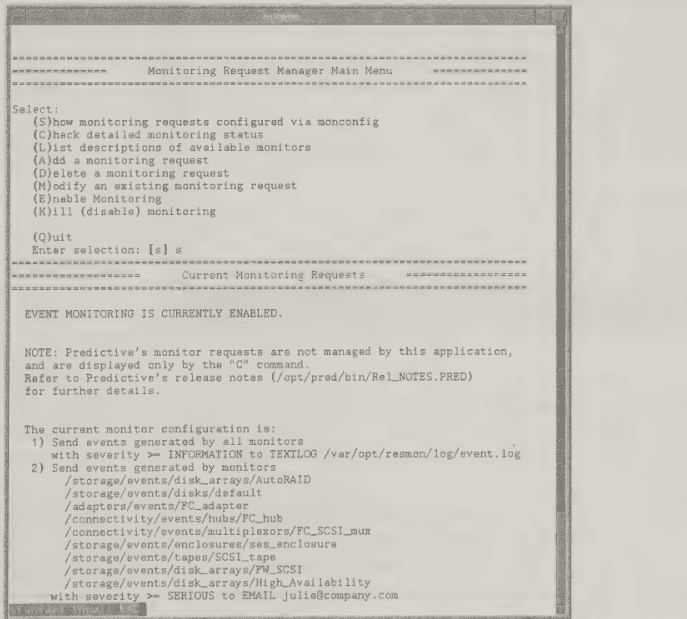 =================================================================
============= Monitoring Request Manager Main Menu =============
=================================================================
Select:
(S)how monitoring requests configured via monconfig
(C)heck detailed monitoring status
(L)ist descriptions of available monitors
(A)dd a monitoring request
(D)elete a monitoring request
(M)odify an existing monitoring request
(E)nable Monitoring
(K)ill (disable) monitoring
(Q)uit
Enter selection: [s] s
=================================================================
================== Current Monitoring Requests =================
=================================================================
EVENT MONITORING IS CURRENTLY ENABLED.
NOTE: Predictive's monitor requests are not managed by this application,
and are displayed only by the "C" command.
Refer to Predictive's release notes (/opt/pred/bin/Rel_NOTES.PRED)
for further details.
The current monitor configuration is:
1) Send events generated by all monitors
with severity >= INFORMATION to TEXTLOG /var/opt/resmon/log/event.log
2) Send events generated by monitors
/storage/events/disk_arrays/AutoRAID
/storage/events/disks/default
/adapters/events/FC_adapter
/connectivity/events/hubs/FC_hub
/connectivity/events/multiplexors/FC_SCSI_mux
/storage/events/enclosures/ses_enclosure
/storage/events/tapes/SCSI_tape
/storage/events/disk_arrays/FW_SCSI
/storage/events/disk_arrays/High_Availability
with severity >= SERIOUS to EMAIL julie@company.com